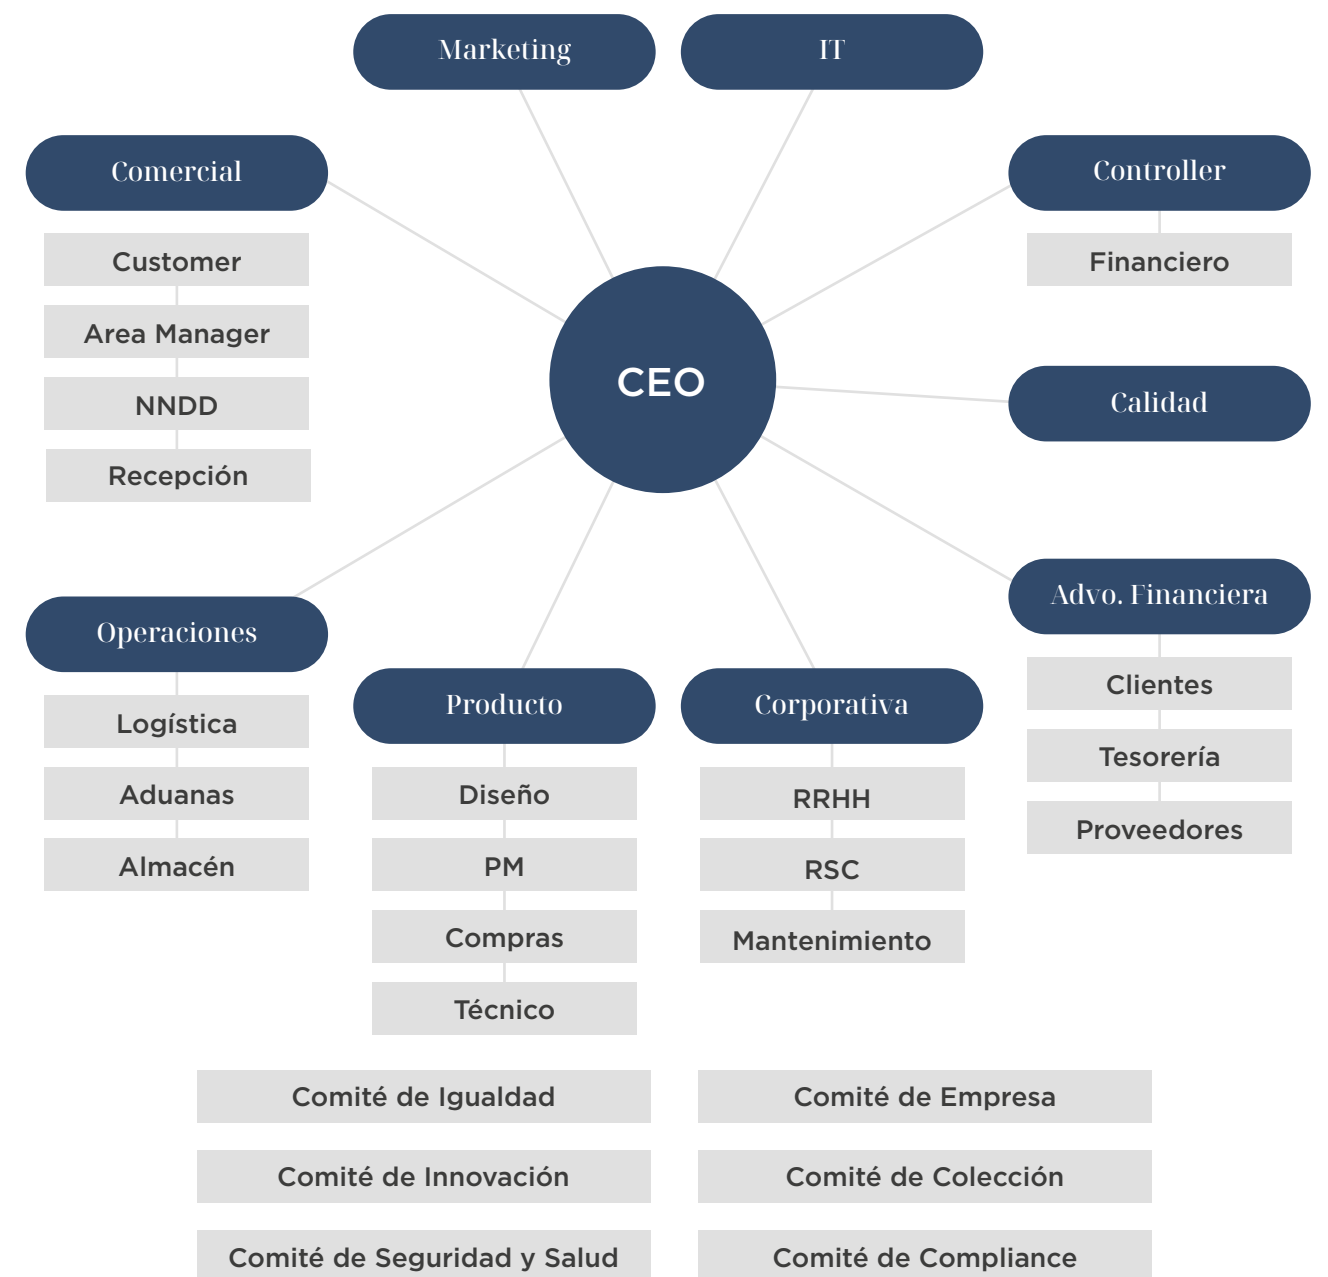 Marketing
IT
Comercial
Controller
Customer
Financiero
Area Manager
CEO
NNDD
Calidad
Recepción
Advo. Financiera
Operaciones
Clientes
Producto
Corporativa
Logística
Tesorería
Aduanas
Diseño
RRHH
Proveedores
Almacén
PM
RSC
Compras
Mantenimiento
Técnico
Comité de Igualdad
Comité de Empresa
Comité de Innovación
Comité de Colección
Comité de Seguridad y Salud
Comité de Compliance